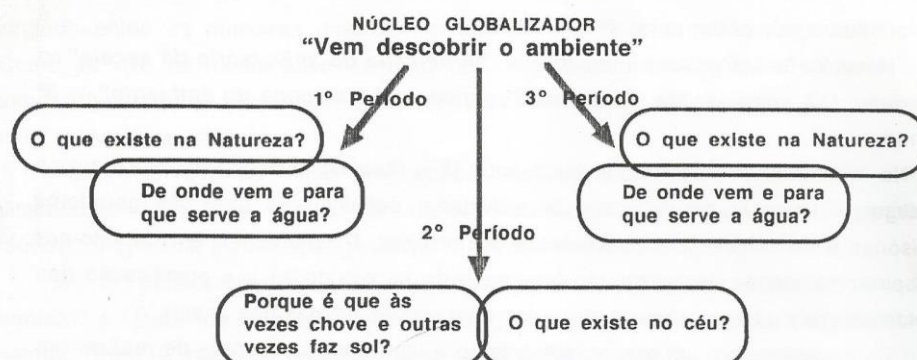 NÚCLEO GLOBALIZADOR
“Vem descobrir o ambiente”
1º Período
3º Período
O que existe na Natureza?
De onde vem e para
que serve a água?
O que existe na Natureza?
De onde vem e para
que serve a água?
2º Período
Porque é que às
vezes chove e outras
vezes faz sol?
O que existe no céu?